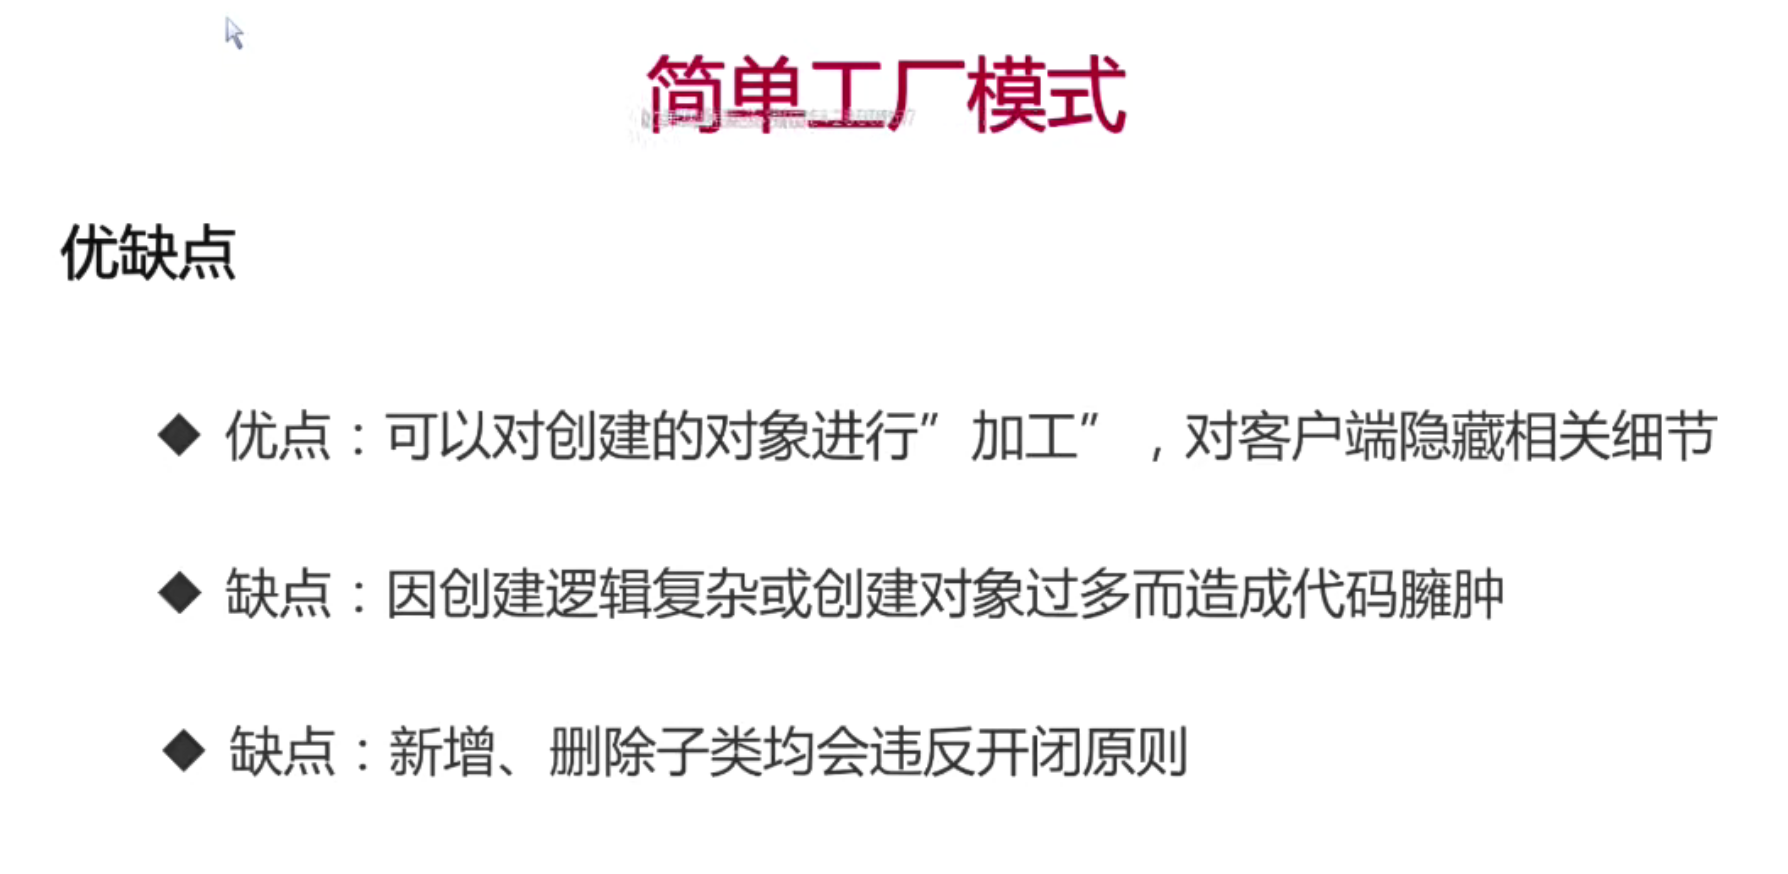 简单工厂模式
优缺点
◆ 优点：可以对创建的对象进行”加工”，对客户端隐藏相关细节
◆ 缺点：因创建逻辑复杂或创建对象过多而造成代码臃肿
◆ 缺点：新增、删除子类均会违反开闭原则